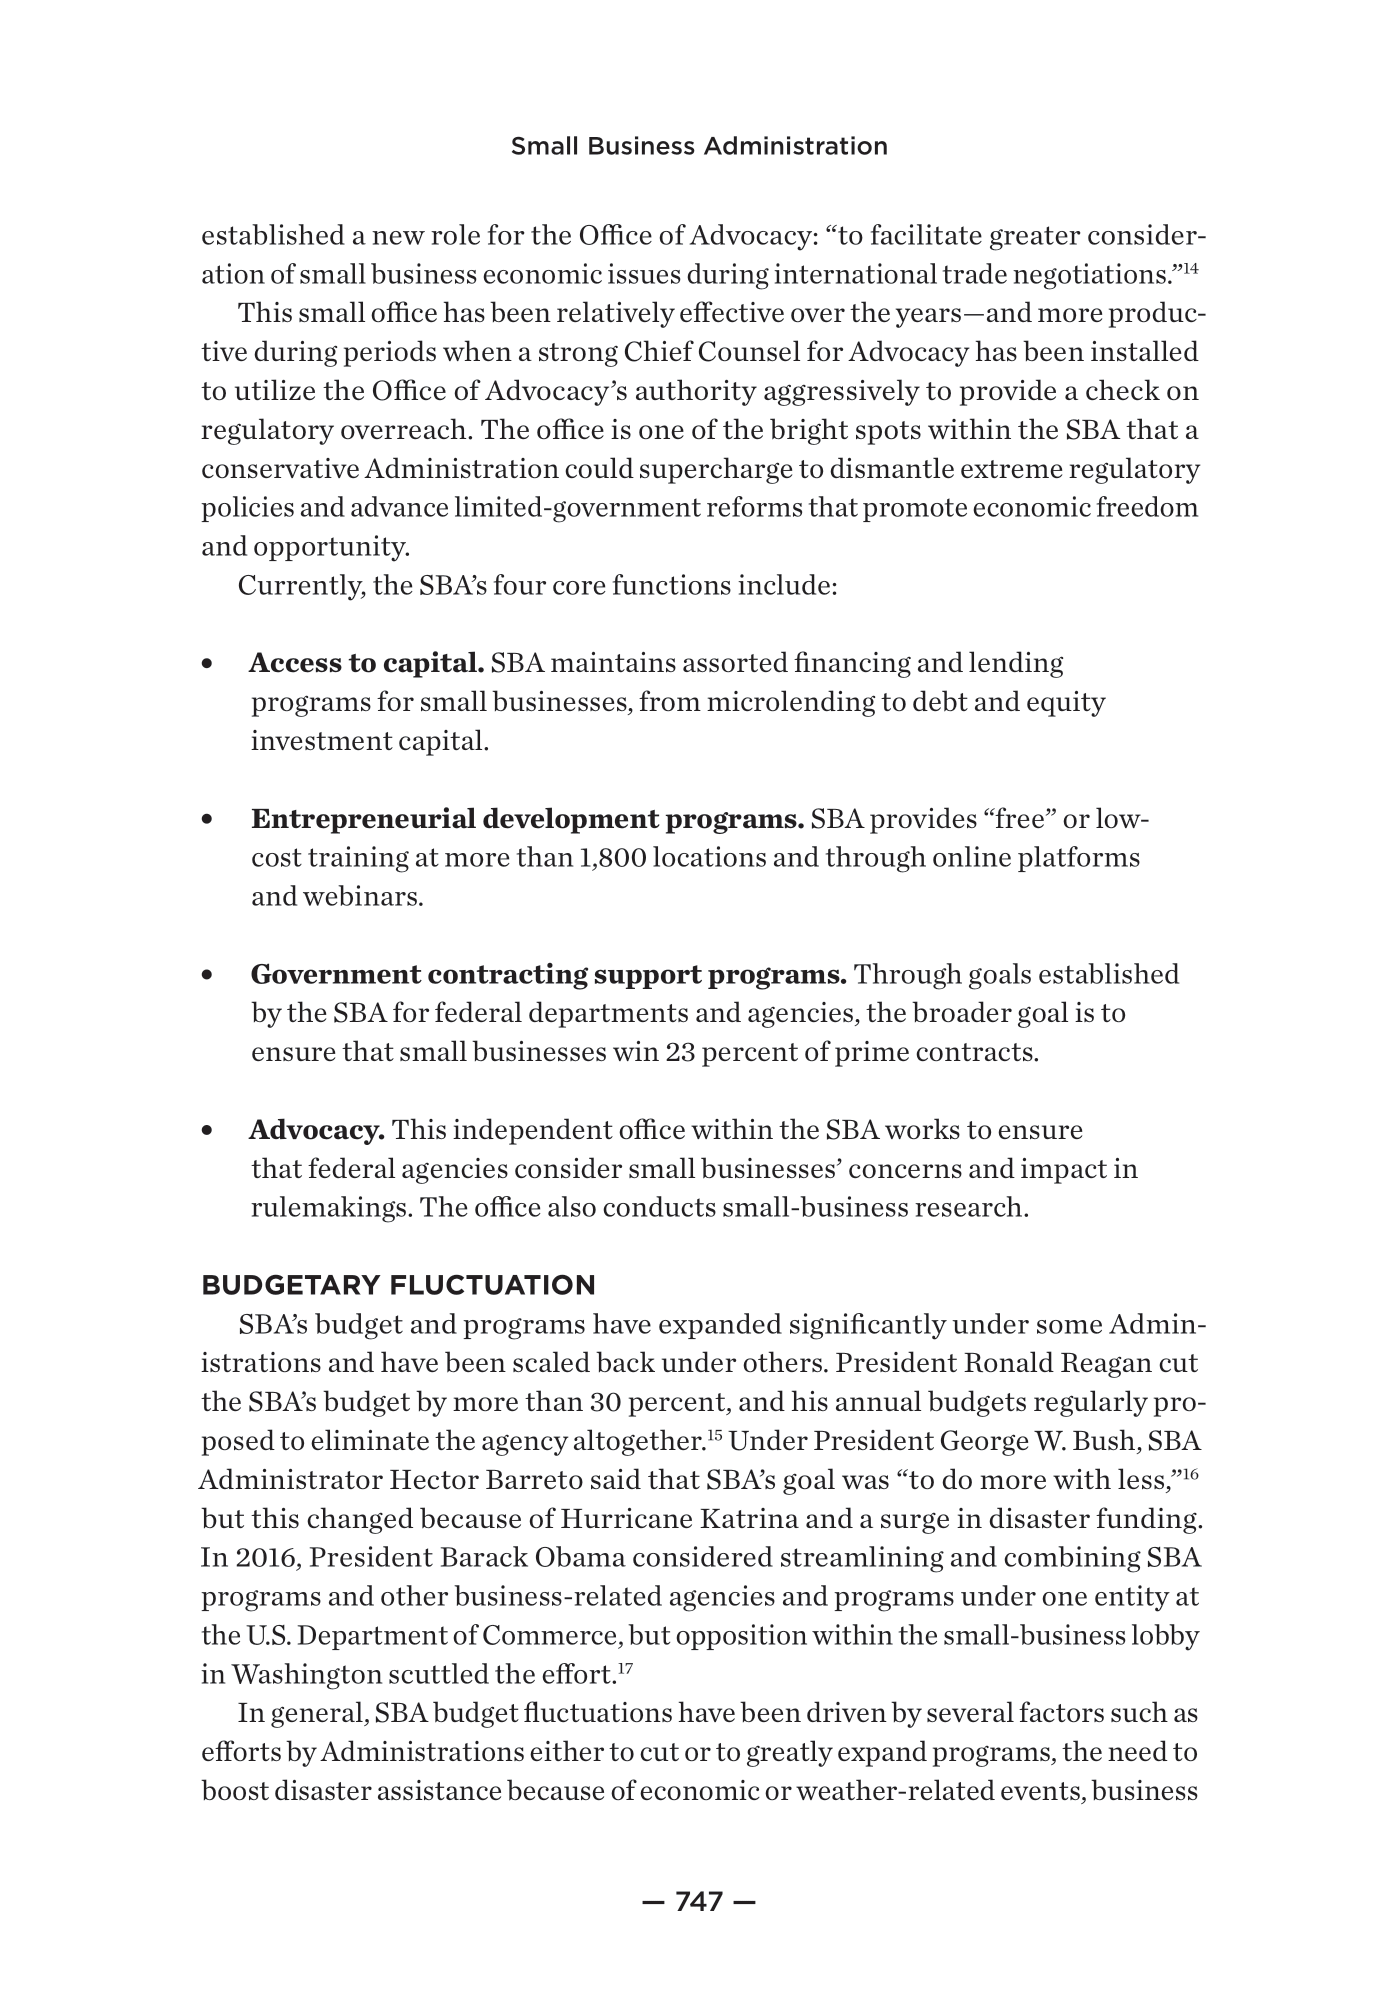 Small Business Administration
established a new role for the Office of Advocacy: “to facilitate greater consider-
ation of small business economic issues during international trade negotiations.”14
This small office has been relatively effective over the years—and more produc-
tive during periods when a strong Chief Counsel for Advocacy has been installed
to utilize the Office of Advocacy’s authority aggressively to provide a check on
regulatory overreach. The office is one of the bright spots within the SBA that a
conservative Administration could supercharge to dismantle extreme regulatory
policies and advance limited-government reforms that promote economic freedom
and opportunity.
Currently, the SBA’s four core functions include:
• Access to capital. SBA maintains assorted financing and lending
programs for small businesses, from microlending to debt and equity
investment capital.
• Entrepreneurial development programs. SBA provides “free” or low-
cost training at more than 1,800 locations and through online platforms
and webinars.
• Government contracting support programs. Through goals established
by the SBA for federal departments and agencies, the broader goal is to
ensure that small businesses win 23 percent of prime contracts.
• Advocacy. This independent office within the SBA works to ensure
that federal agencies consider small businesses’ concerns and impact in
rulemakings. The office also conducts small-business research.
BUDGETARY FLUCTUATION
SBA’s budget and programs have expanded significantly under some Admin-
istrations and have been scaled back under others. President Ronald Reagan cut
the SBA’s budget by more than 30 percent, and his annual budgets regularly pro-
posed to eliminate the agency altogether.15 Under President George W. Bush, SBA
Administrator Hector Barreto said that SBA’s goal was “to do more with less,”16
but this changed because of Hurricane Katrina and a surge in disaster funding.
In 2016, President Barack Obama considered streamlining and combining SBA
programs and other business-related agencies and programs under one entity at
the U.S. Department of Commerce, but opposition within the small-business lobby
in Washington scuttled the effort.17
In general, SBA budget fluctuations have been driven by several factors such as
efforts by Administrations either to cut or to greatly expand programs, the need to
boost disaster assistance because of economic or weather-related events, business
— 747 —